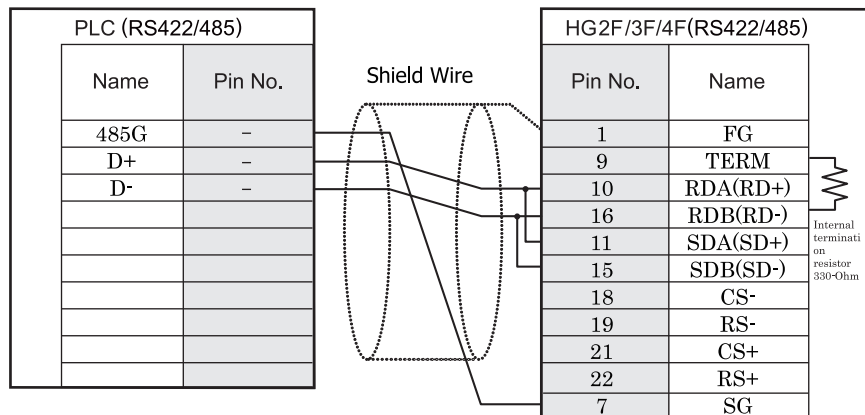 PLC (RS422/485)
Name Pin No.
485G –
D+ –
D- –
Shield Wire
HG2F/3F/4F(RS422/485)
Pin No. Name
1 FG
9 TERM
10 RDA(RD+)
16 RDB(RD-)
11 SDA(SD+)
15 SDB(SD-)
18 CS-
19 RS-
21 CS+
22 RS+
7 SG
Internal
terminati
on
resistor
330-Ohm